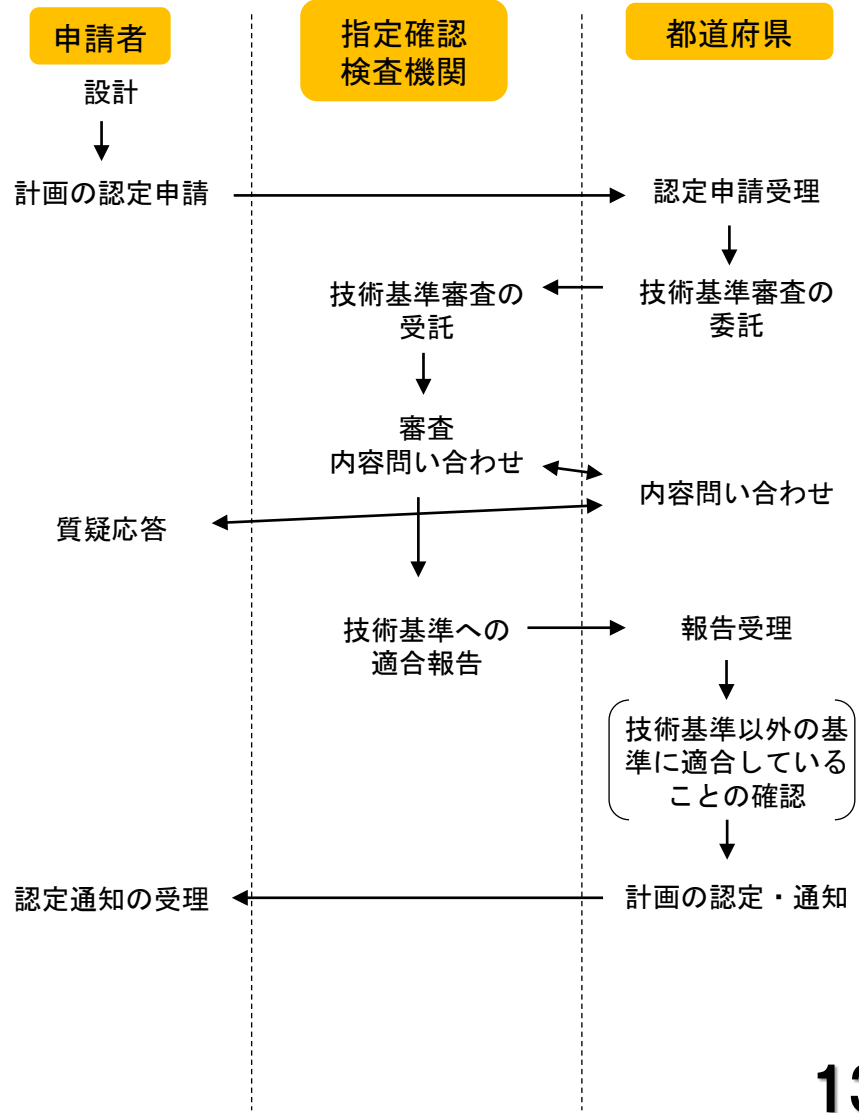 申請者
指定確認
検査機関
都道府県
設計
計画の認定申請
認定申請受理
技術基準審査の
受託
技術基準審査の
委託
審査
内容問い合わせ
内容問い合わせ
質疑応答
技術基準への
適合報告
報告受理
技術基準以外の基
準に適合している
ことの確認
認定通知の受理
計画の認定・通知
13